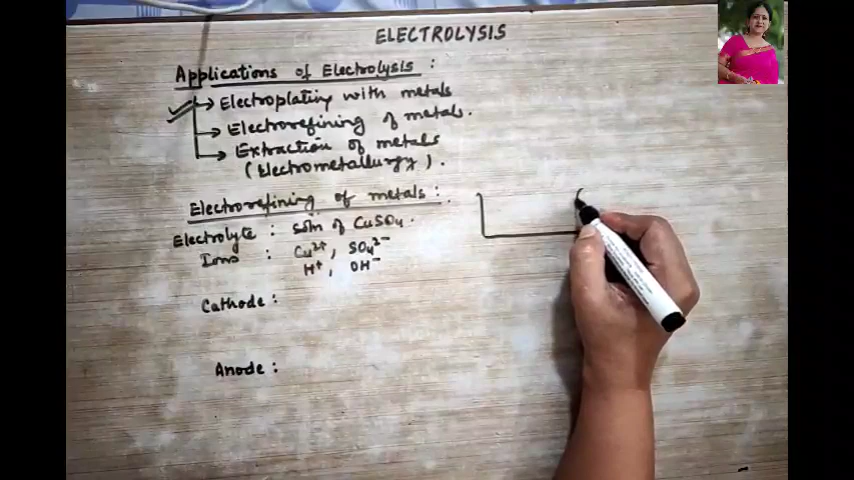 ELECTROLYSIS
Applications of Electrolysis :
Electroplating with metals
Electrorefining of metals.
Extraction of metals
(Electrometallurgy).
Electrorefining of metals :
Electrolyte : soln of CuSO₄.
Ions : Cu²⁺, SO₄²⁻
H⁺, OH⁻
Cathode :
Anode :